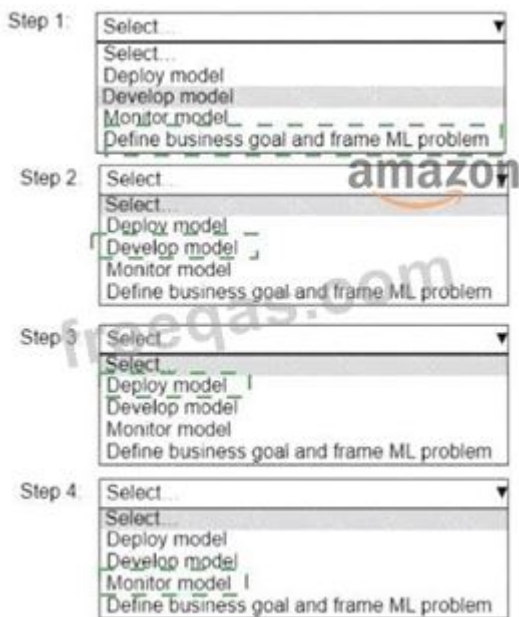 Step 1: Select... ▼
Select...
Deploy model
Develop model
Monitor model
Define business goal and frame ML problem
amazon
Step 2: Select... ▼
Select...
Deploy model
Develop model
Monitor model
Define business goal and frame ML problem
freeqas.com
Step 3: Select... ▼
Select...
Deploy model
Develop model
Monitor model
Define business goal and frame ML problem
Step 4: Select... ▼
Select...
Deploy model
Develop model
Monitor model
Define business goal and frame ML problem